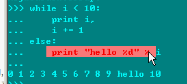 >>> while i < 10:
... print i,
... i += 1
... else:
... print "hello %d" % i
...
0 1 2 3 4 5 6 7 8 9 hello 10